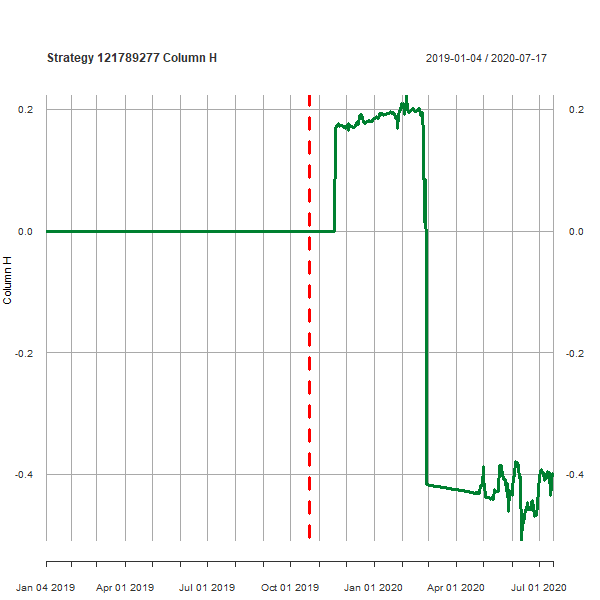 Strategy 121789277 Column H
2019-01-04 / 2020-07-17
0.2
0.2
0.0
0.0
-0.2
-0.2
-0.4
-0.4
Column H
Jan 04 2019
Apr 01 2019
Jul 01 2019
Oct 01 2019
Jan 01 2020
Apr 01 2020
Jul 01 2020